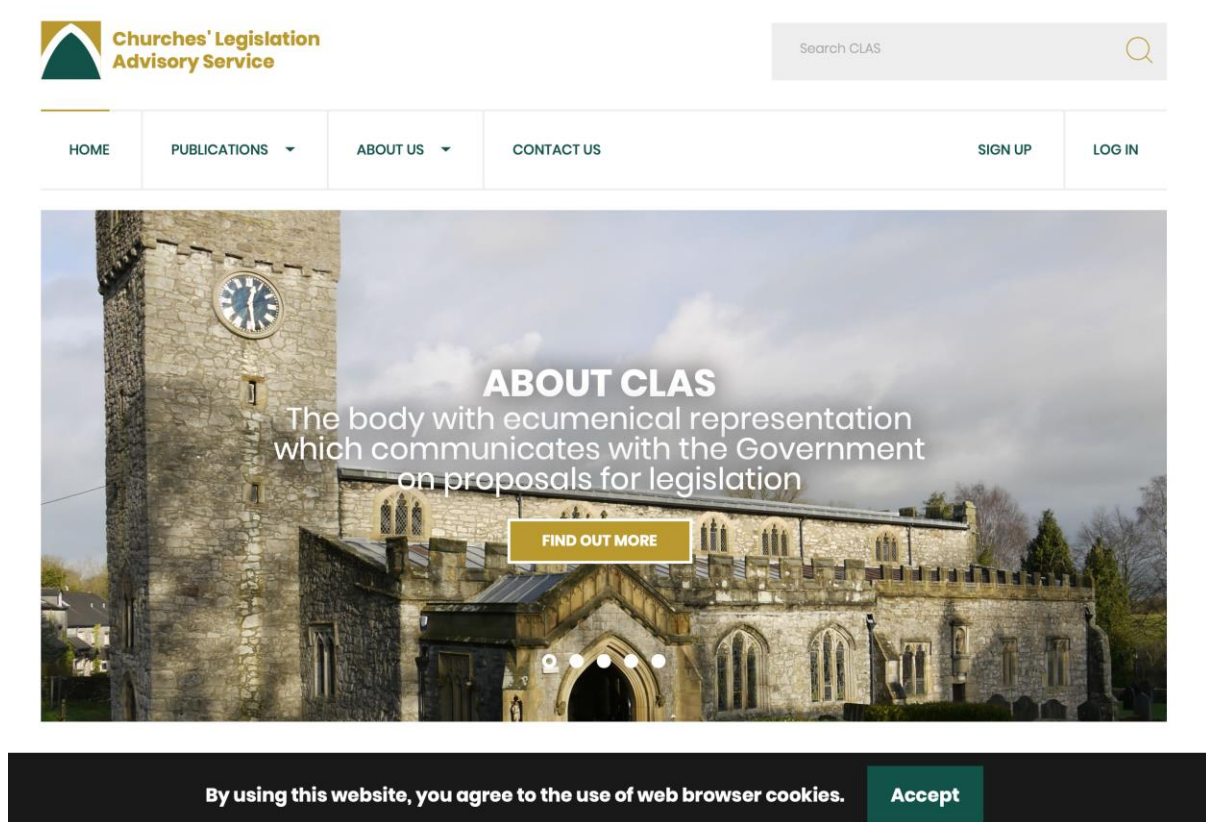 Churches' Legislation
Advisory Service
Search CLAS
HOME
PUBLICATIONS
ABOUT US
CONTACT US
SIGN UP
LOG IN
ABOUT CLAS
The body with ecumenical representation
which communicates with the Government
on proposals for legislation
FIND OUT MORE
By using this website, you agree to the use of web browser cookies.
Accept